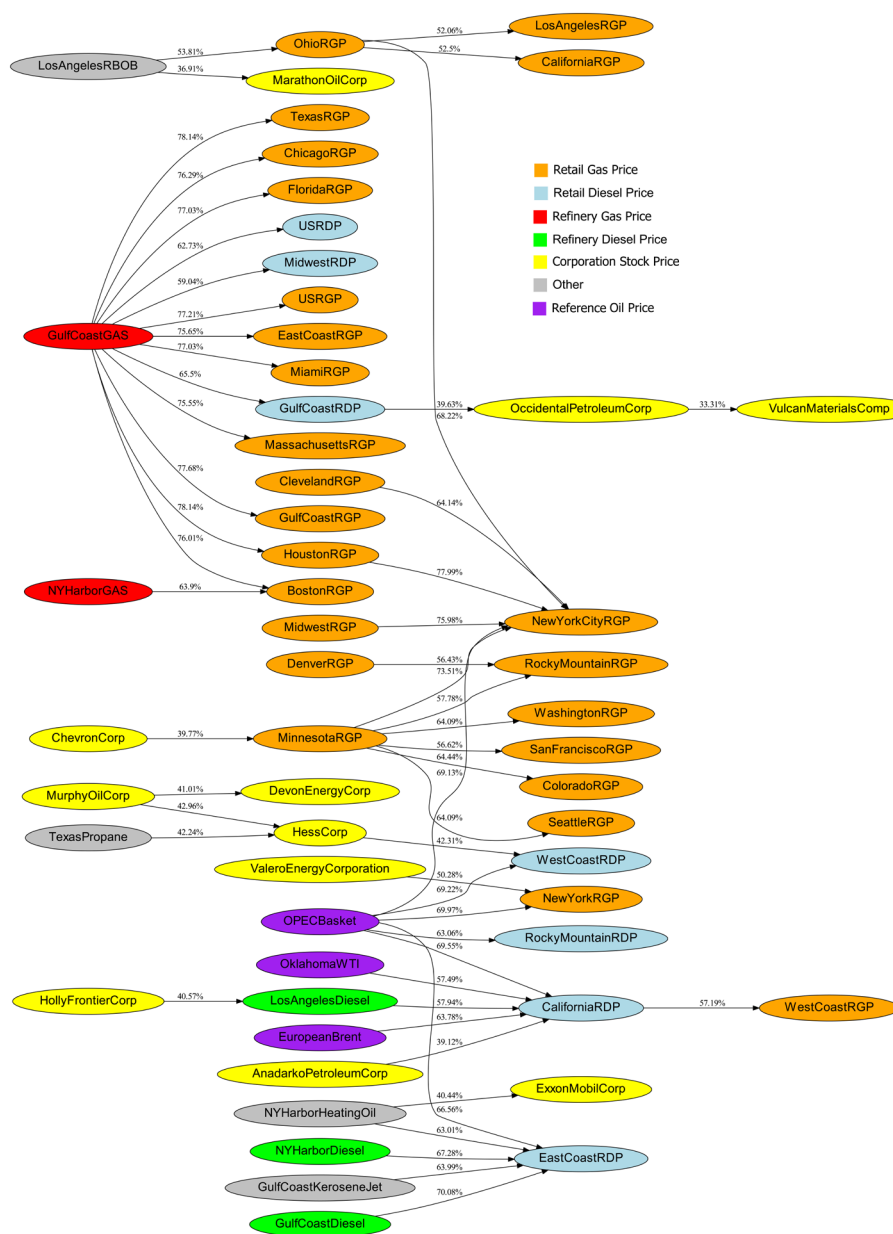 52.06%
LosAngelesRGP
53.81%
OhioRGP
52.5%
LosAngelesRBOB
CaliforniaRGP
36.91%
MarathonOilCorp
TexasRGP
78.14%
ChicagoRGP
76.29%
Retail Gas Price
FloridaRGP
77.03%
Retail Diesel Price
USRDP
Refinery Gas Price
62.73%
Refinery Diesel Price
MidwestRDP
59.04%
Corporation Stock Price
Other
USRGP
77.21%
Reference Oil Price
GulfCoastGAS
75.65%
EastCoastRGP
77.03%
MiamiRGP
65.5%
GulfCoastRDP
39.63%
OccidentalPetroleumCorp
33.31%
VulcanMaterialsComp
75.55%
68.22%
MassachusettsRGP
77.68%
ClevelandRGP
64.14%
GulfCoastRGP
78.14%
HoustonRGP
76.01%
77.99%
NYHarborGAS
63.9%
BostonRGP
MidwestRGP
75.98%
NewYorkCityRGP
DenverRGP
56.43%
RockyMountainRGP
73.51%
57.78%
WashingtonRGP
64.09%
ChevronCorp
39.77%
MinnesotaRGP
56.62%
SanFranciscoRGP
64.44%
69.13%
ColoradoRGP
MurphyOilCorp
41.01%
DevonEnergyCorp
42.96%
64.09%
SeattleRGP
TexasPropane
42.24%
HessCorp
42.31%
WestCoastRDP
ValeroEnergyCorporation
50.28%
69.22%
NewYorkRGP
OPECBasket
69.97%
63.06%
RockyMountainRDP
69.55%
OklahomaWTI
57.49%
HollyFrontierCorp
40.57%
LosAngelesDiesel
57.94%
CaliforniaRDP
57.19%
WestCoastRGP
63.78%
EuropeanBrent
39.12%
AnadarkoPetroleumCorp
40.44%
ExxonMobilCorp
NYHarborHeatingOil
66.56%
63.01%
NYHarborDiesel
67.28%
EastCoastRDP
63.99%
GulfCoastKeroseneJet
70.08%
GulfCoastDiesel